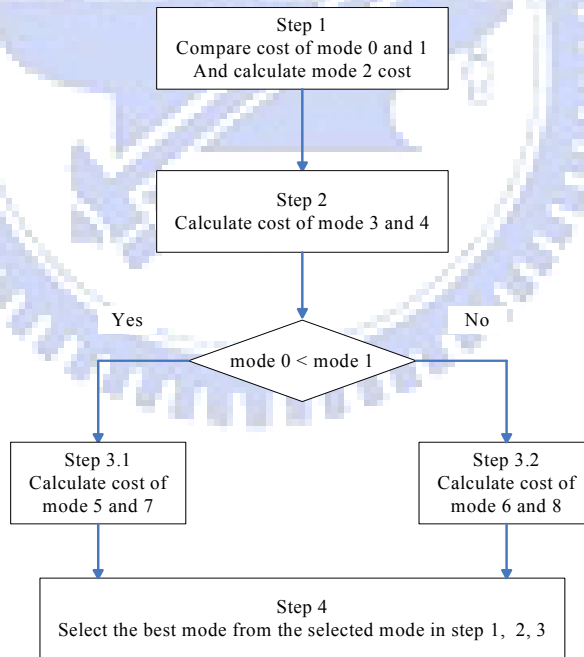 Step 1
Compare cost of mode 0 and 1
And calculate mode 2 cost
Step 2
Calculate cost of mode 3 and 4
Yes
No
mode 0 < mode 1
Step 3.1
Calculate cost of
mode 5 and 7
Step 3.2
Calculate cost of
mode 6 and 8
Step 4
Select the best mode from the selected mode in step 1, 2, 3